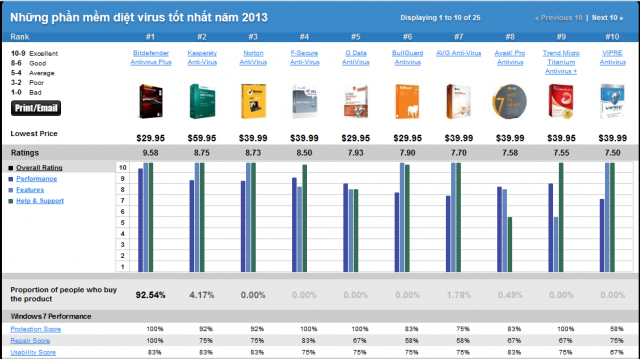 Những phần mềm diệt virus tốt nhất năm 2013 Displaying 1 to 10 of 25 « Previous 10 | Next 10 »
Rank #1 #2 #3 #4 #5 #6 #7 #8 #9 #10
10-9 Excellent
8-6 Good
5-4 Average
3-2 Poor
1-0 Bad
Print/Email
Bitdefender Kaspersky Norton F-Secure G Data BullGuard AVG Anti-Virus Avast! Pro Trend Micro VIPRE
Antivirus Plus Anti-Virus AntiVirus Anti-Virus AntiVirus Antivirus Antivirus Titanium Antivirus
Antivirus +
Lowest Price $29.95 $59.95 $39.99 $39.99 $29.95 $29.95 $39.99 $39.99 $39.95 $39.99
Ratings 9.58 8.75 8.73 8.50 7.93 7.90 7.70 7.58 7.55 7.50
Overall Rating
Performance
Features
Help & Support
10
9
8
7
6
5
4
3
2
1
Proportion of people who buy
the product 92.54% 4.17% 0.00% 0.00% 0.00% 0.00% 1.78% 0.49% 0.00% 0.00%
Windows 7 Performance
Protection Score 100% 92% 92% 100% 100% 83% 75% 83% 100% 58%
Repair Score 100% 75% 75% 83% 67% 58% 58% 67% 67% 75%
Usability Score 83% 83% 75% 83% 75% 83% 83% 83% 75% 67%